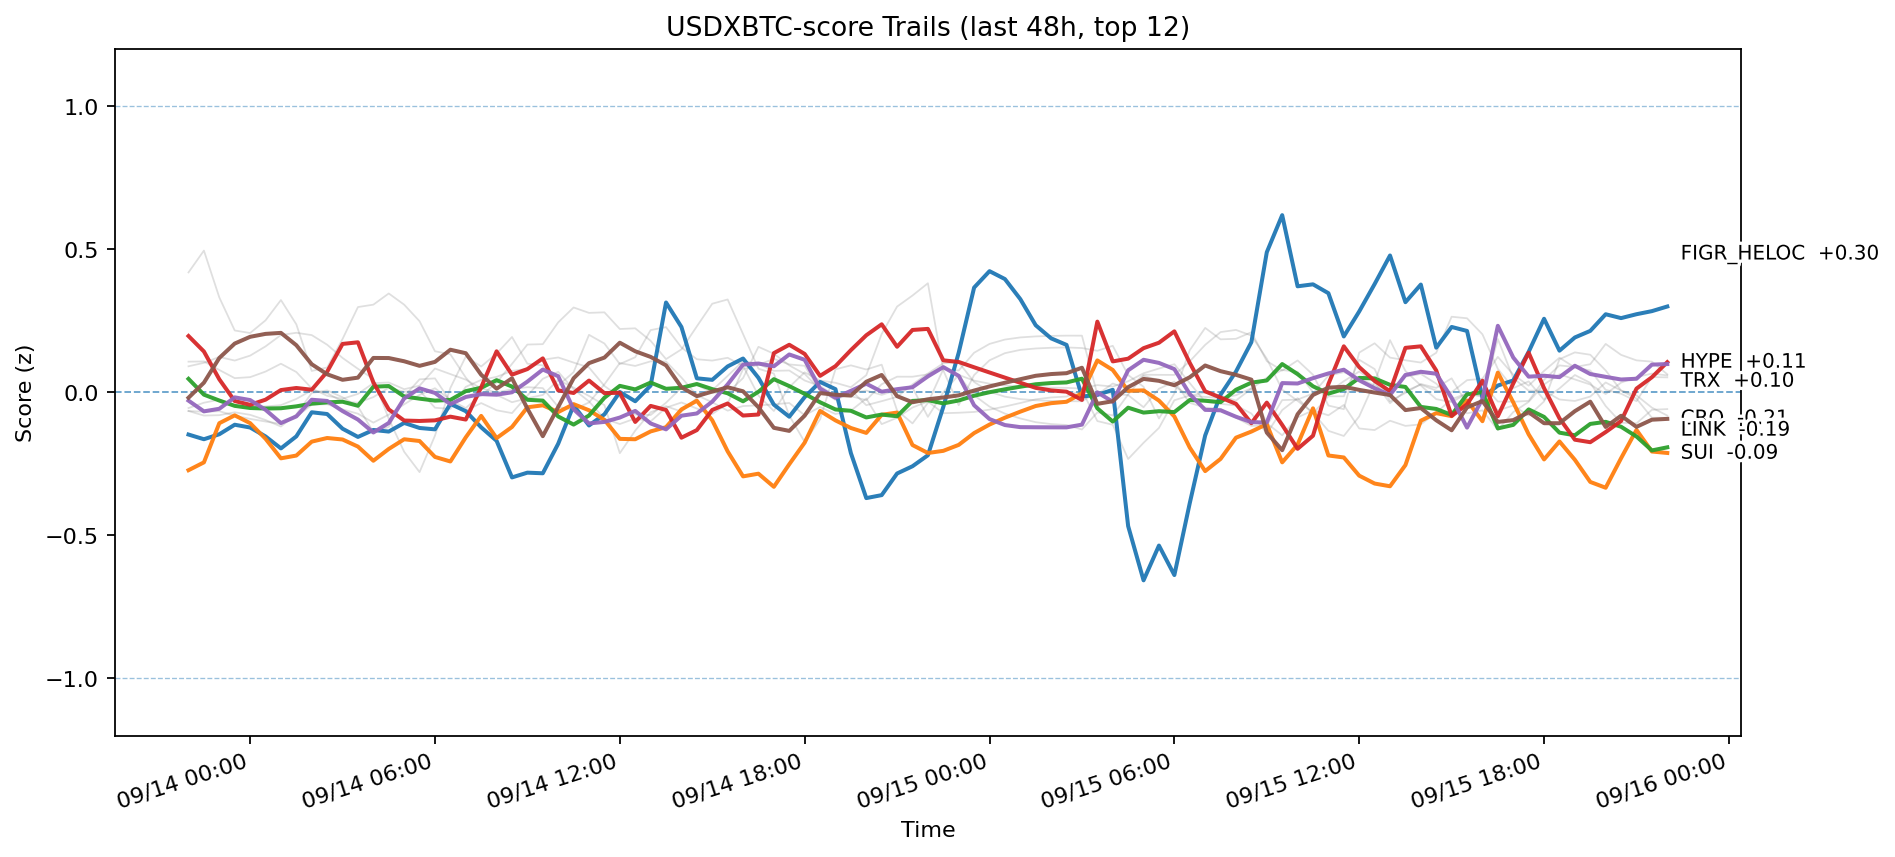 USDXBTC-score Trails (last 48h, top 12)
Score (z)
1.0
0.5
0.0
−0.5
−1.0
FIGR_HELOC +0.30
HYPE +0.11
TRX +0.10
CRO -0.21
LINK -0.19
SUI -0.09
09/14 00:00
09/14 06:00
09/14 12:00
09/14 18:00
09/15 00:00
09/15 06:00
09/15 12:00
09/15 18:00
09/16 00:00
Time